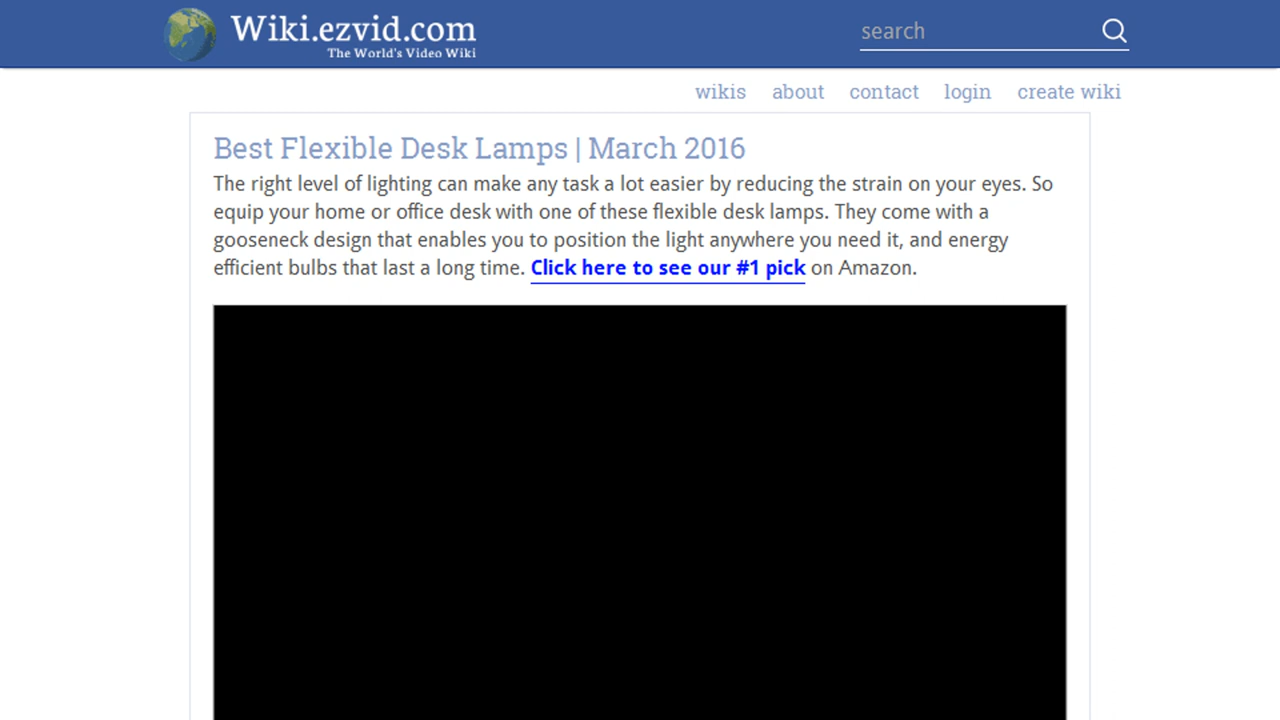 Wiki.ezvid.com
The World's Video Wiki
search
wikis about contact login create wiki
Best Flexible Desk Lamps | March 2016
The right level of lighting can make any task a lot easier by reducing the strain on your eyes. So
equip your home or office desk with one of these flexible desk lamps. They come with a
gooseneck design that enables you to position the light anywhere you need it, and energy
efficient bulbs that last a long time. Click here to see our #1 pick on Amazon.